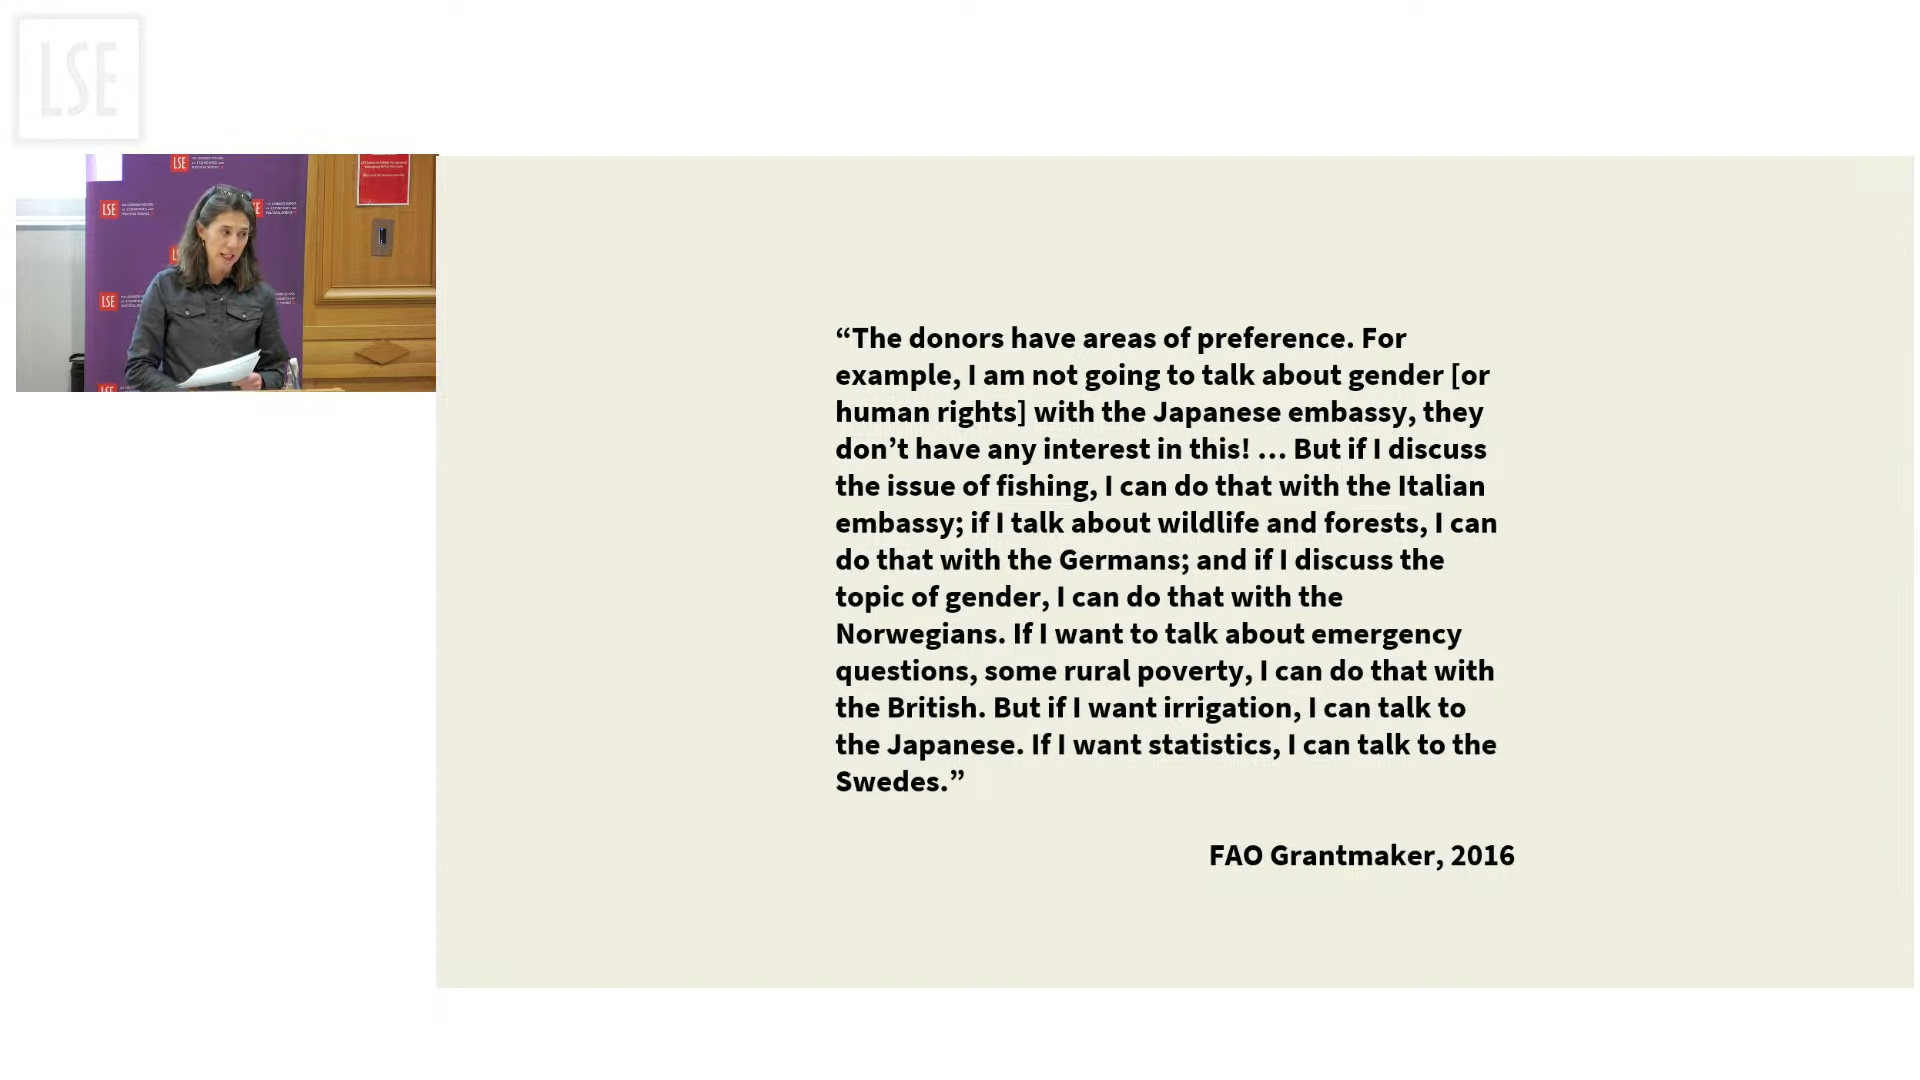 LSE
LSE
LSE
LSE
LSE
“The donors have areas of preference. For
example, I am not going to talk about gender [or
human rights] with the Japanese embassy, they
don’t have any interest in this! … But if I discuss
the issue of fishing, I can do that with the Italian
embassy; if I talk about wildlife and forests, I can
do that with the Germans; and if I discuss the
topic of gender, I can do that with the
Norwegians. If I want to talk about emergency
questions, some rural poverty, I can do that with
the British. But if I want irrigation, I can talk to
the Japanese. If I want statistics, I can talk to the
Swedes.”
FAO Grantmaker, 2016